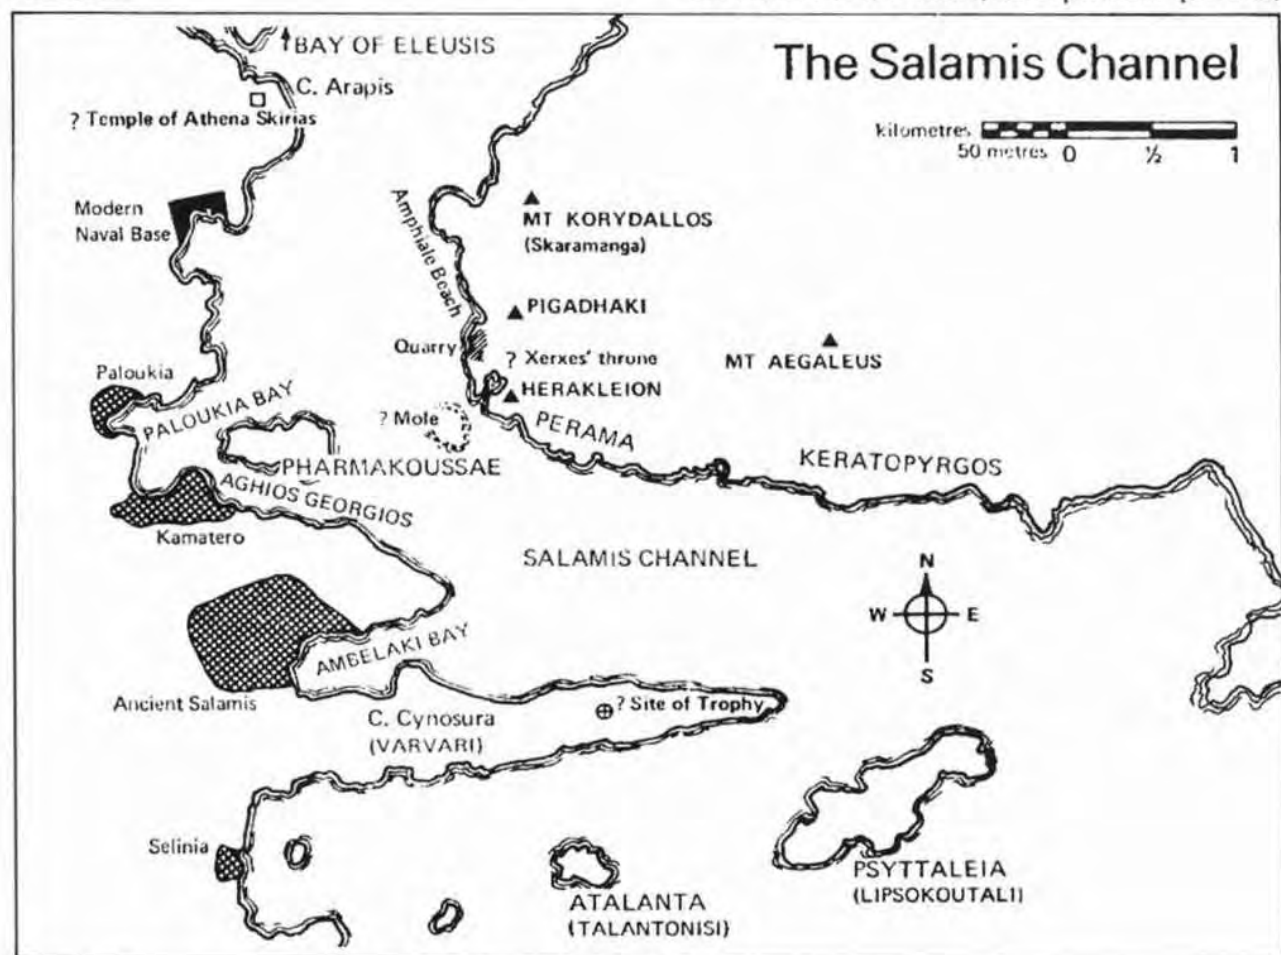 The Salamis Channel
kilometres
50 metres 0 ½ 1
BAY OF ELEUSIS
C. Arapis
? Temple of Athena Skirias
Modern
Naval Base
Amphiale Beach
MT KORYDALLOS
(Skaramanga)
PIGADHAKI
Quarry
? Xerxes' throne
MT AEGALEUS
HERAKLEION
Paloukia
PALOUKIA BAY
? Mole
PERAMA
KERATOPYRGOS
PHARMAKOUSSAE
AGHIOS GEORGIOS
Kamatero
SALAMIS CHANNEL
N
W E
S
AMBELAKI BAY
Ancient Salamis
? Site of Trophy
C. Cynosura
(VARVARI)
Selinia
PSYTTALEIA
(LIPSOKOUTALI)
ATALANTA
(TALANTONISI)